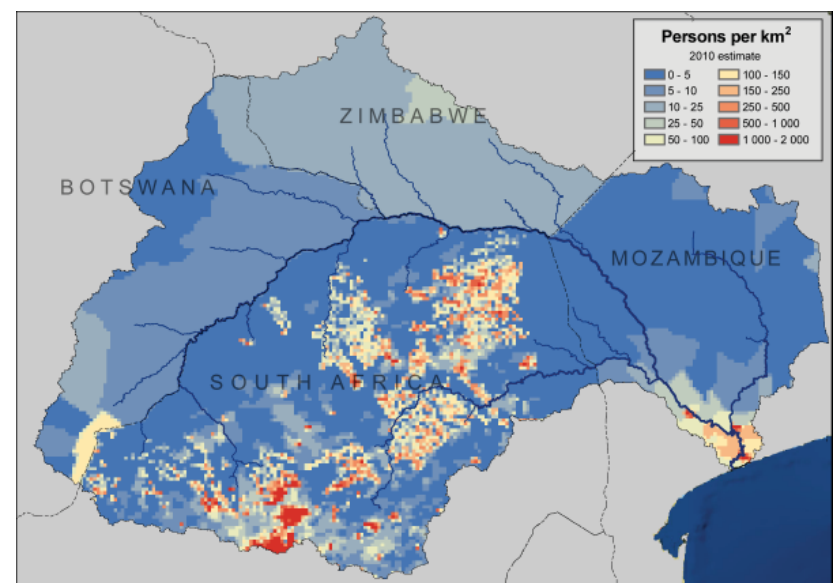 Persons per km²
2010 estimate
0 - 5
100 - 150
5 - 10
150 - 250
10 - 25
250 - 500
25 - 50
500 - 1 000
50 - 100
1 000 - 2 000
ZIMBABWE
BOTSWANA
MOZAMBIQUE
SOUTH AFRICA